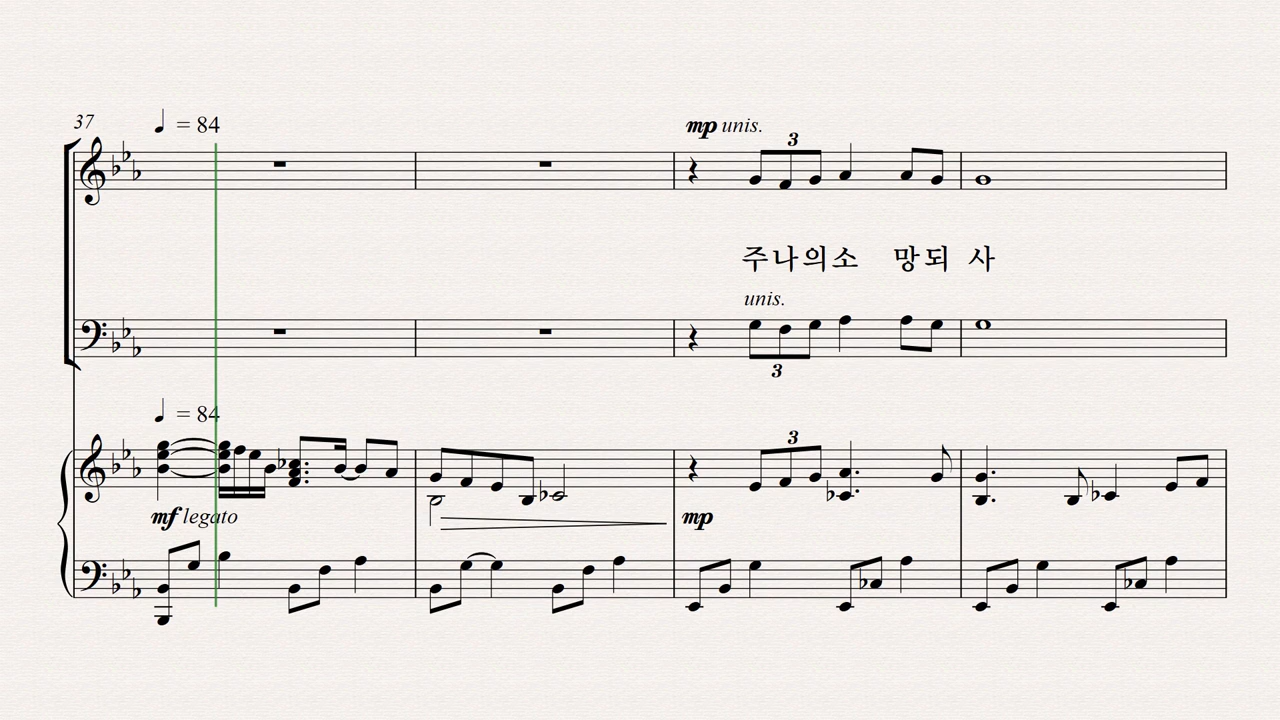 37
= 84
mp unis.
3
주나의소 망되 사
unis.
3
= 84
3
mf legato
mp